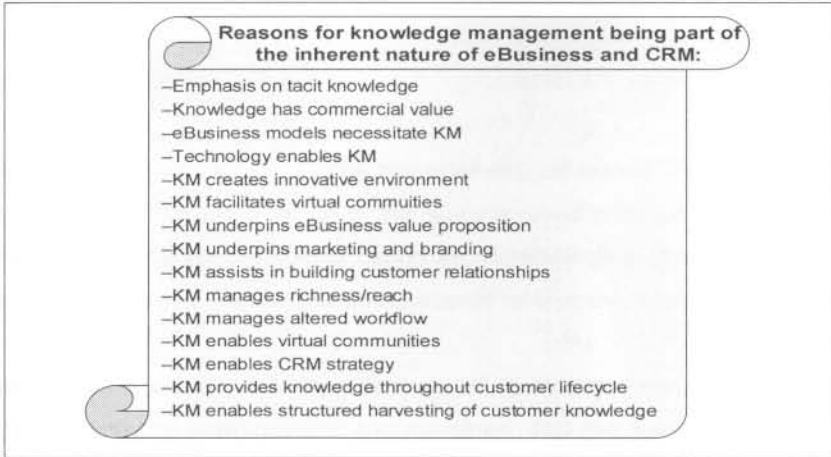 Reasons for knowledge management being part of
the inherent nature of eBusiness and CRM:
–Emphasis on tacit knowledge
–Knowledge has commercial value
–eBusiness models necessitate KM
–Technology enables KM
–KM creates innovative environment
–KM facilitates virtual commuities
–KM underpins eBusiness value proposition
–KM underpins marketing and branding
–KM assists in building customer relationships
–KM manages richness/reach
–KM manages altered workflow
–KM enables virtual communities
–KM enables CRM strategy
–KM provides knowledge throughout customer lifecycle
–KM enables structured harvesting of customer knowledge